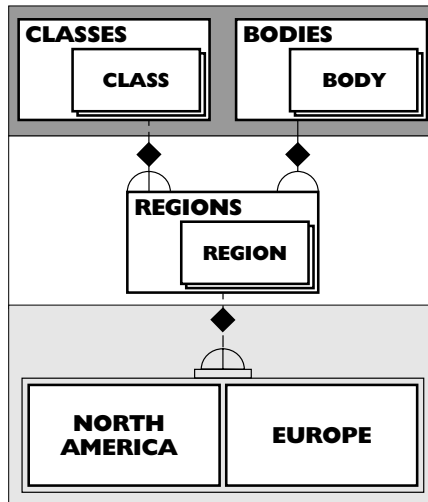 CLASSES
CLASS
BODIES
BODY
REGIONS
REGION
NORTH
AMERICA
EUROPE